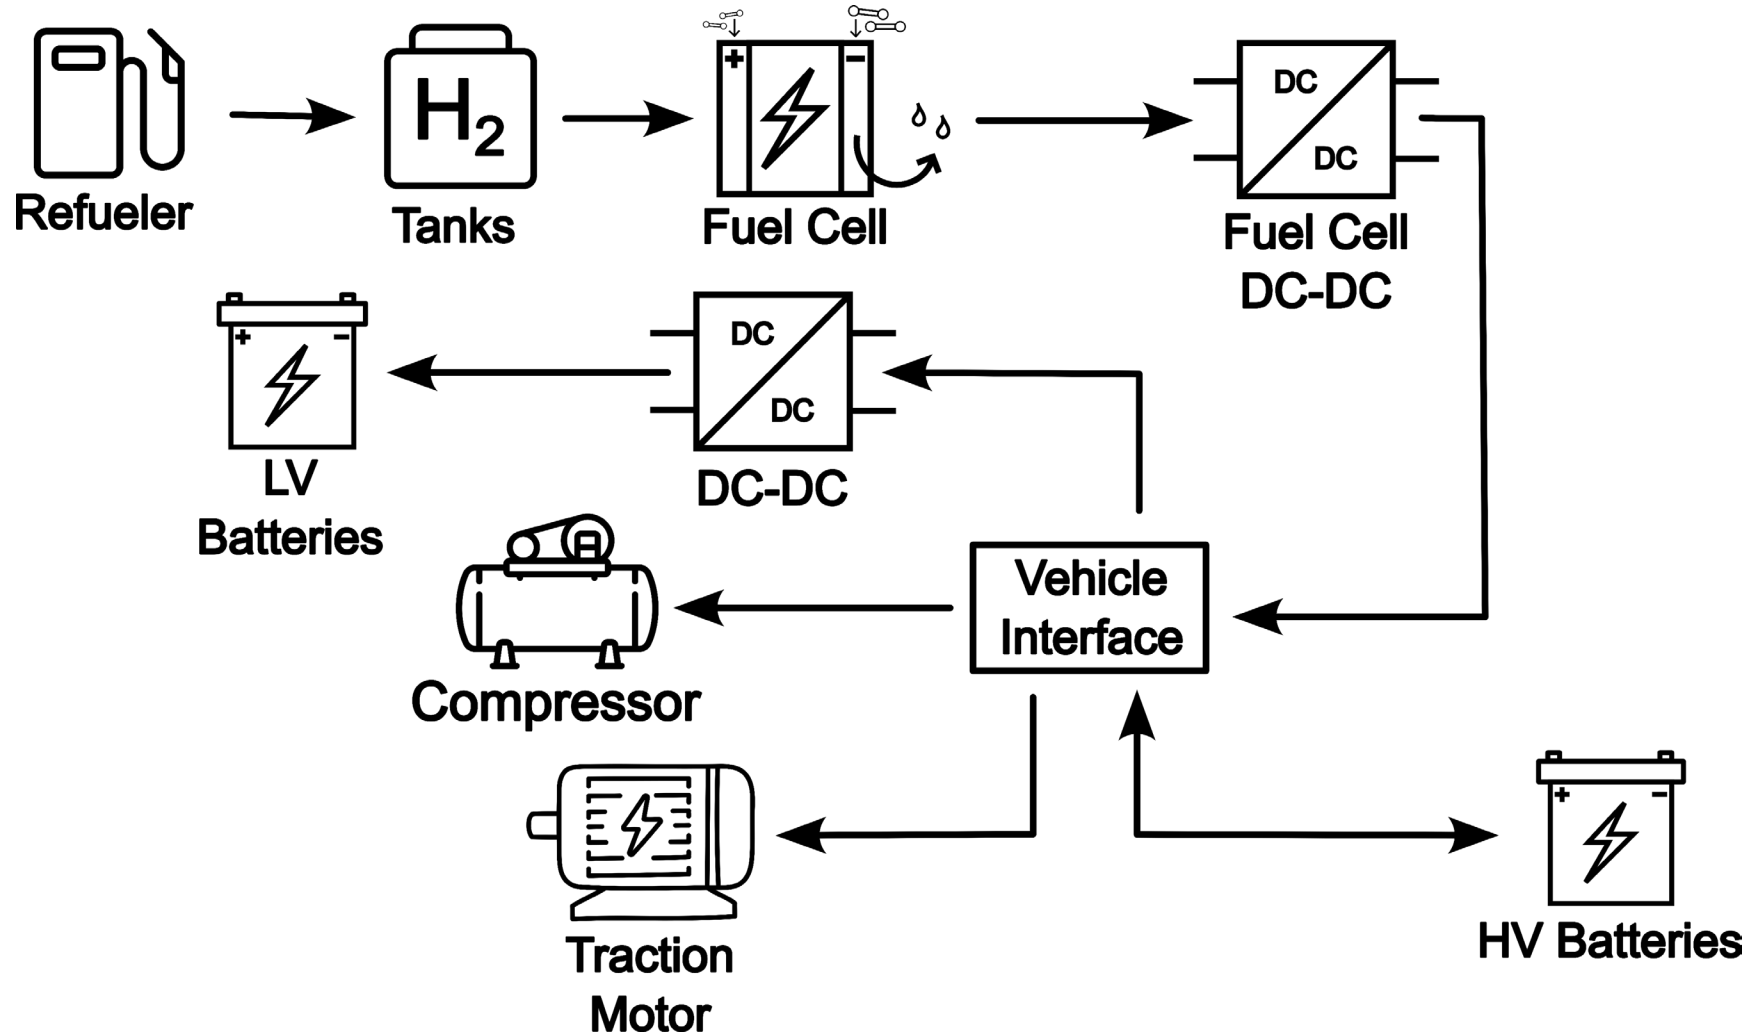 H2
+
−
DC
DC
Refueler
Tanks
Fuel Cell
Fuel Cell
DC-DC
+ −
DC
DC
LV
Batteries
DC-DC
Vehicle
Interface
Compressor
+ −
Traction
Motor
HV Batteries